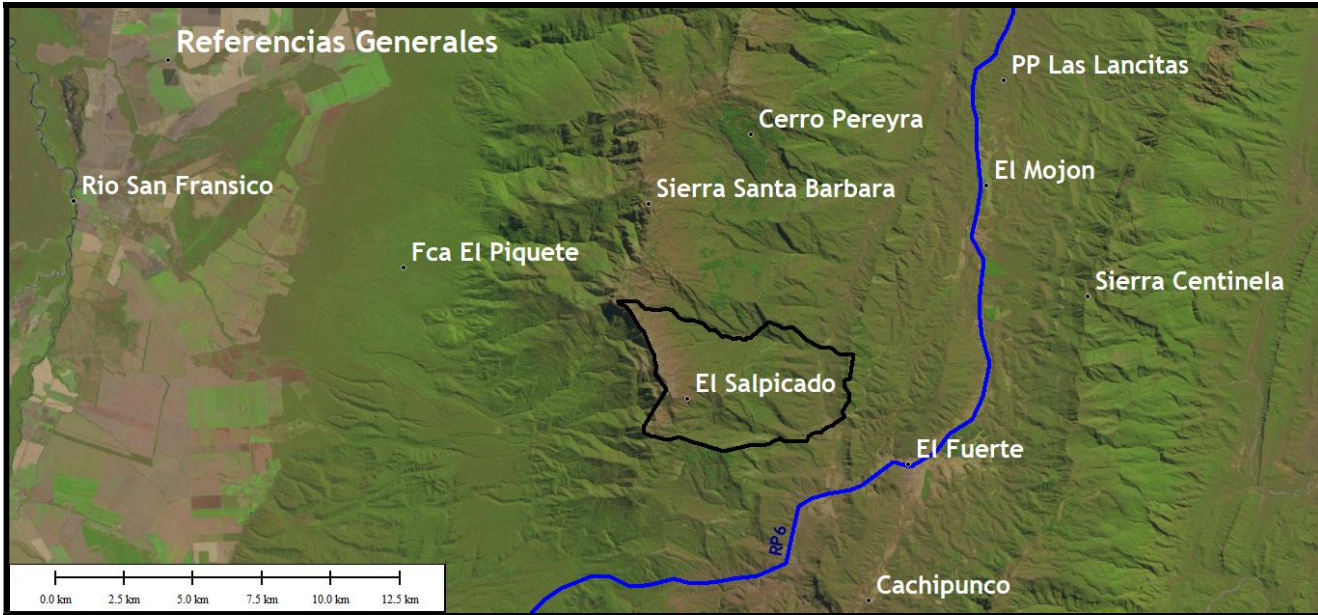 Referencias Generales
PP Las Lancitas
Cerro Pereyra
Rio San Fransico
Sierra Santa Barbara
El Mojon
Fca El Piquete
Sierra Centinela
El Salpicado
El Fuerte
RP6
Cachipunco
0.0 km 2.5 km 5.0 km 7.5 km 10.0 km 12.5 km